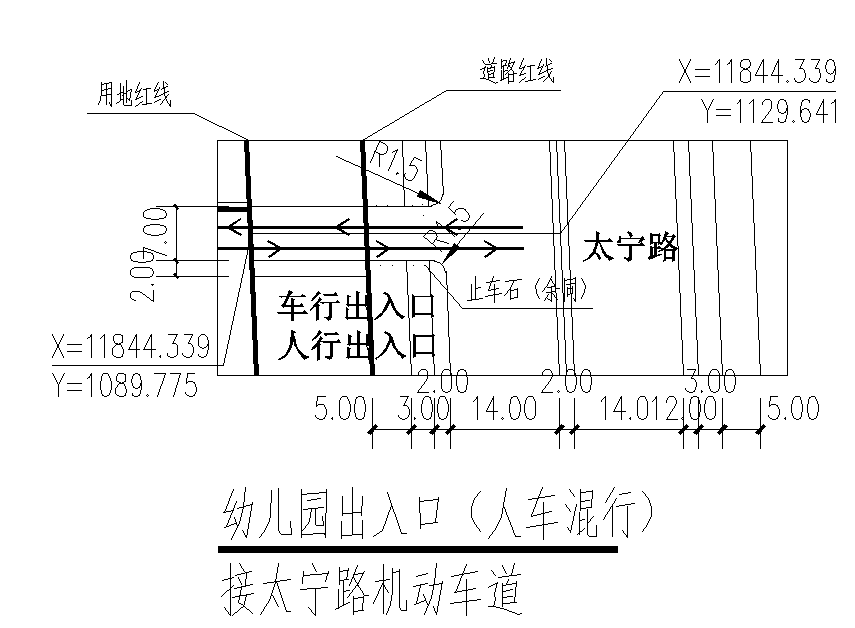 道路红线
X=11844.339
Y=1129.641
用地红线
R1.5
R1.5
7.00
2.00
太宁路
止车石（余同）
车行出入口
人行出入口
X=11844.339
Y=1089.775
2.00
2.00
3.00
5.00
3.00
14.00
14.01
2.00
5.00
幼儿园出入口（人车混行）
接太宁路机动车道